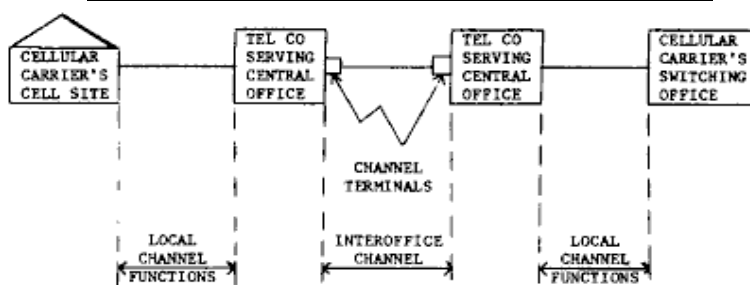 CELLULAR
CARRIER'S
CELL SITE
TEL CO
SERVING
CENTRAL
OFFICE
TEL CO
SERVING
CENTRAL
OFFICE
CELLULAR
CARRIER'S
SWITCHING
OFFICE
CHANNEL
TERMINALS
LOCAL
CHANNEL
FUNCTIONS
INTEROFFICE
CHANNEL
LOCAL
CHANNEL
FUNCTIONS